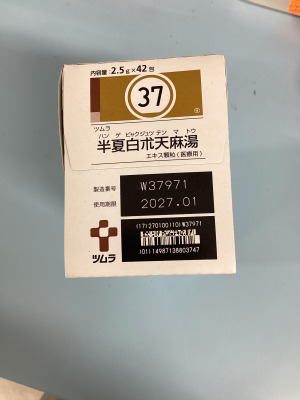 内容量:2.5g×42包
37
ツムラ
ハン ゲ ビャクジュツ テン マ トウ
半夏白朮天麻湯
エキス顆粒(医療用)
製造番号 W37971
使用期限 2027.01
ツムラ
(17)270100(10)W37971
(01)14987138803747